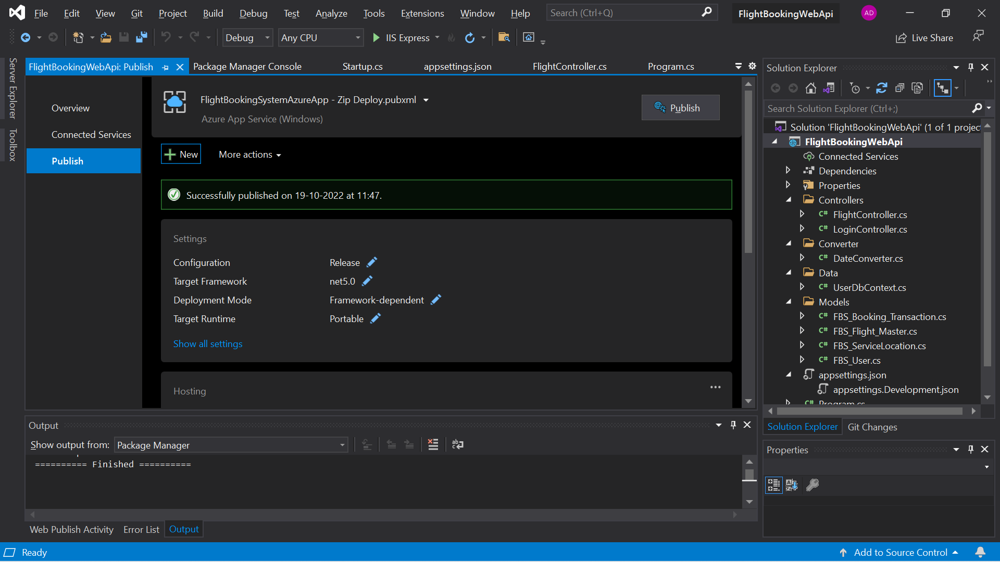 File Edit View Git Project Build Debug Test Analyze Tools Extensions Window Help Search (Ctrl+Q) FlightBookingWebApi AD
Debug Any CPU IIS Express Live Share
Server Explorer
Toolbox
FlightBookingWebApi: Publish Package Manager Console Startup.cs appsettings.json FlightController.cs Program.cs
Overview
Connected Services
Publish
FlightBookingSystemAzureApp - Zip Deploy.pubxml
Azure App Service (Windows)
Publish
New More actions
Successfully published on 19-10-2022 at 11:47.
Settings
Configuration Release
Target Framework net5.0
Deployment Mode Framework-dependent
Target Runtime Portable
Show all settings
Hosting
Output
Show output from: Package Manager
========== Finished ==========
Web Publish Activity Error List Output
Solution Explorer
Search Solution Explorer (Ctrl+;)
Solution 'FlightBookingWebApi' (1 of 1 project
FlightBookingWebApi
Connected Services
Dependencies
Properties
Controllers
C# FlightController.cs
C# LoginController.cs
Converter
C# DateConverter.cs
Data
C# UserDbContext.cs
Models
C# FBS_Booking_Transaction.cs
C# FBS_Flight_Master.cs
C# FBS_ServiceLocation.cs
C# FBS_User.cs
appsettings.json
appsettings.Development.json
C# Program.cs
Solution Explorer Git Changes
Properties
Ready Add to Source Control